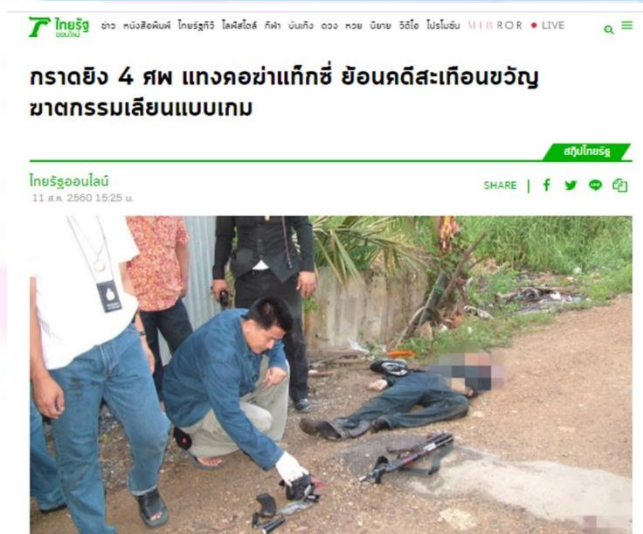 ไทยรัฐ
ออนไลน์
ข่าว หนังสือพิมพ์ ไทยรัฐทีวี ไลฟ์สไตล์ กีฬา บันเทิง ดวง หวย นิยาย วิดีโอ โปรโมชั่น MIRROR LIVE
กราดยิง 4 ศพ แทงคอฆ่าแท็กซี่ ย้อนคดีสะเทือนขวัญ
ฆาตกรรมเลียนแบบเกม
สกู๊ปไทยรัฐ
ไทยรัฐออนไลน์
SHARE |
11 ส.ค. 2560 15:25 น.